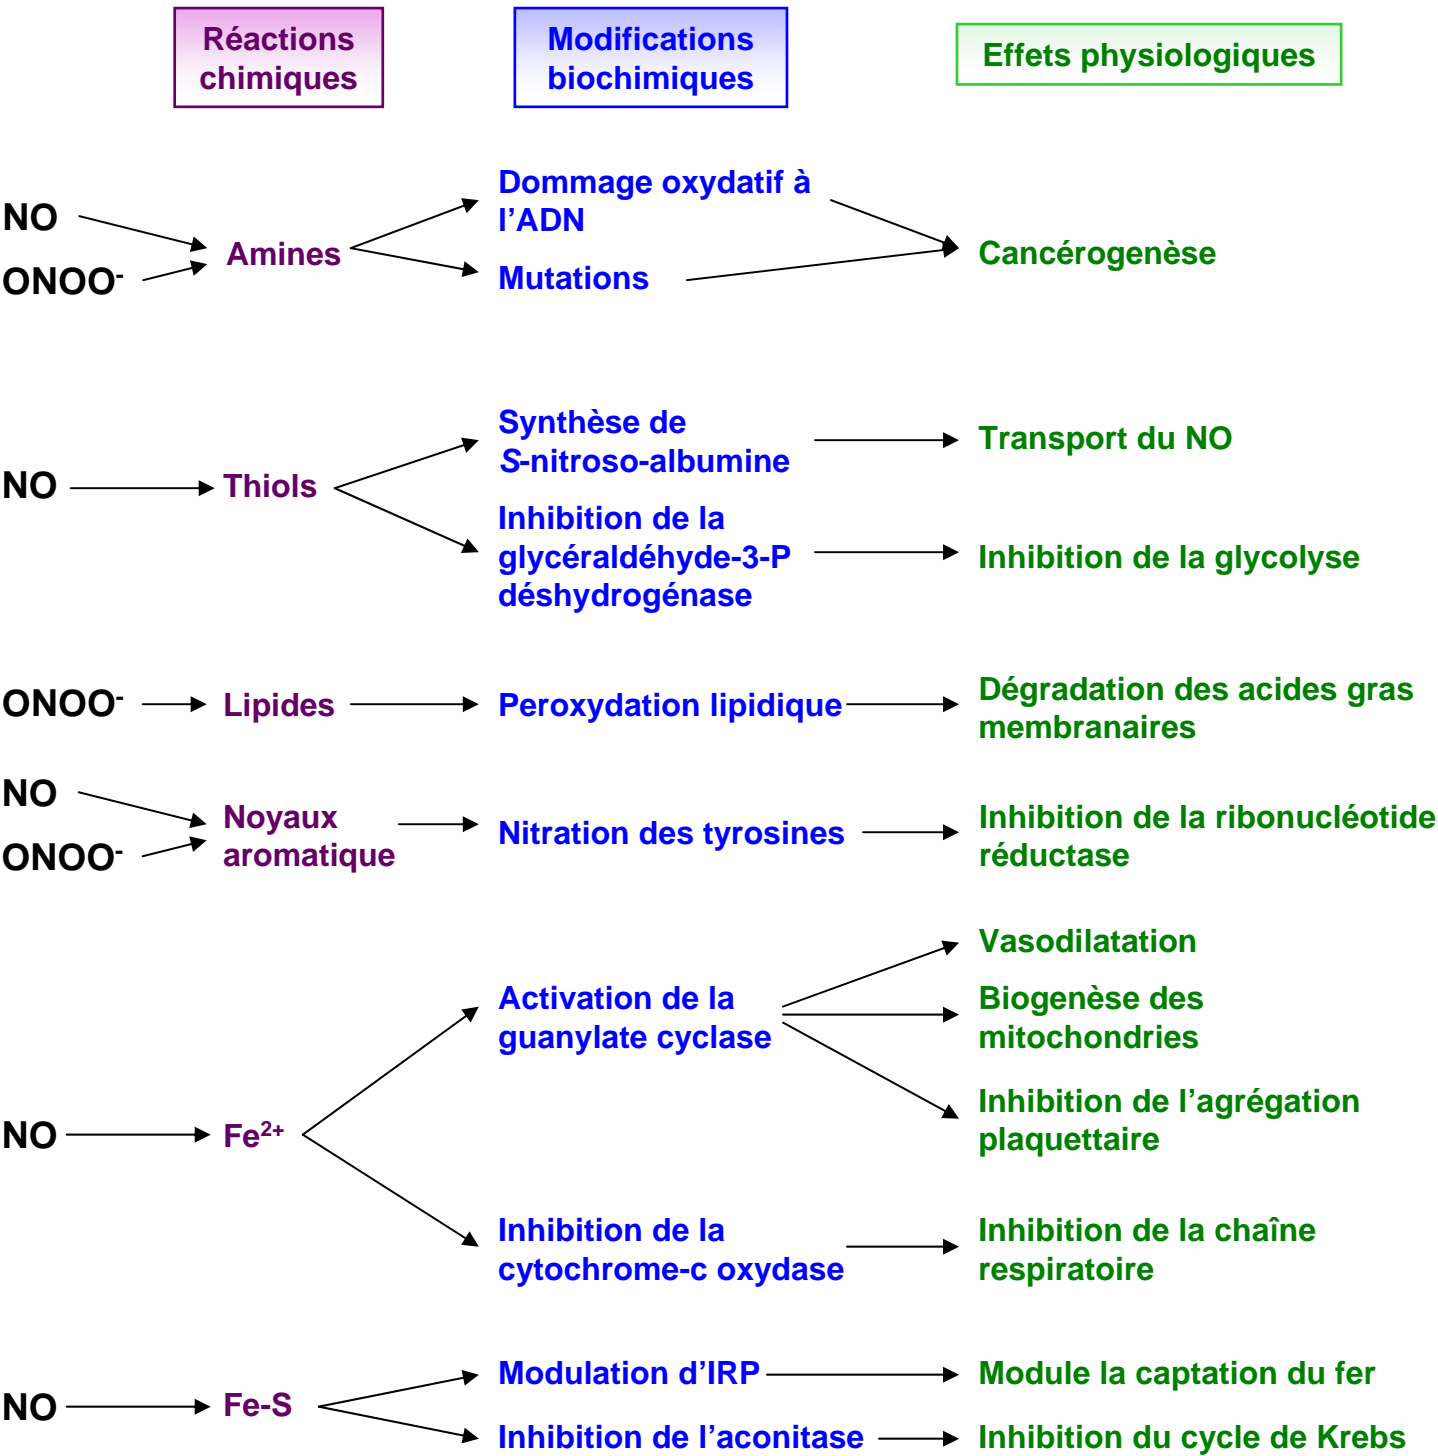 Réactions
chimiques
Modifications
biochimiques
Effets physiologiques
NO
ONOO-
Amines
Dommage oxydatif à
l’ADN
Mutations
Cancérogenèse
NO
Thiols
Synthèse de
S-nitroso-albumine
Transport du NO
Inhibition de la
glycéraldéhyde-3-P
déshydrogénase
Inhibition de la glycolyse
ONOO-
Lipides
Peroxydation lipidique
Dégradation des acides gras
membranaires
NO
ONOO-
Noyaux
aromatique
Nitration des tyrosines
Inhibition de la ribonucléotide
réductase
NO
Fe2+
Activation de la
guanylate cyclase
Vasodilatation
Biogenèse des
mitochondries
Inhibition de l’agrégation
plaquettaire
Inhibition de la
cytochrome-c oxydase
Inhibition de la chaîne
respiratoire
NO
Fe-S
Modulation d’IRP
Module la captation du fer
Inhibition de l’aconitase
Inhibition du cycle de Krebs